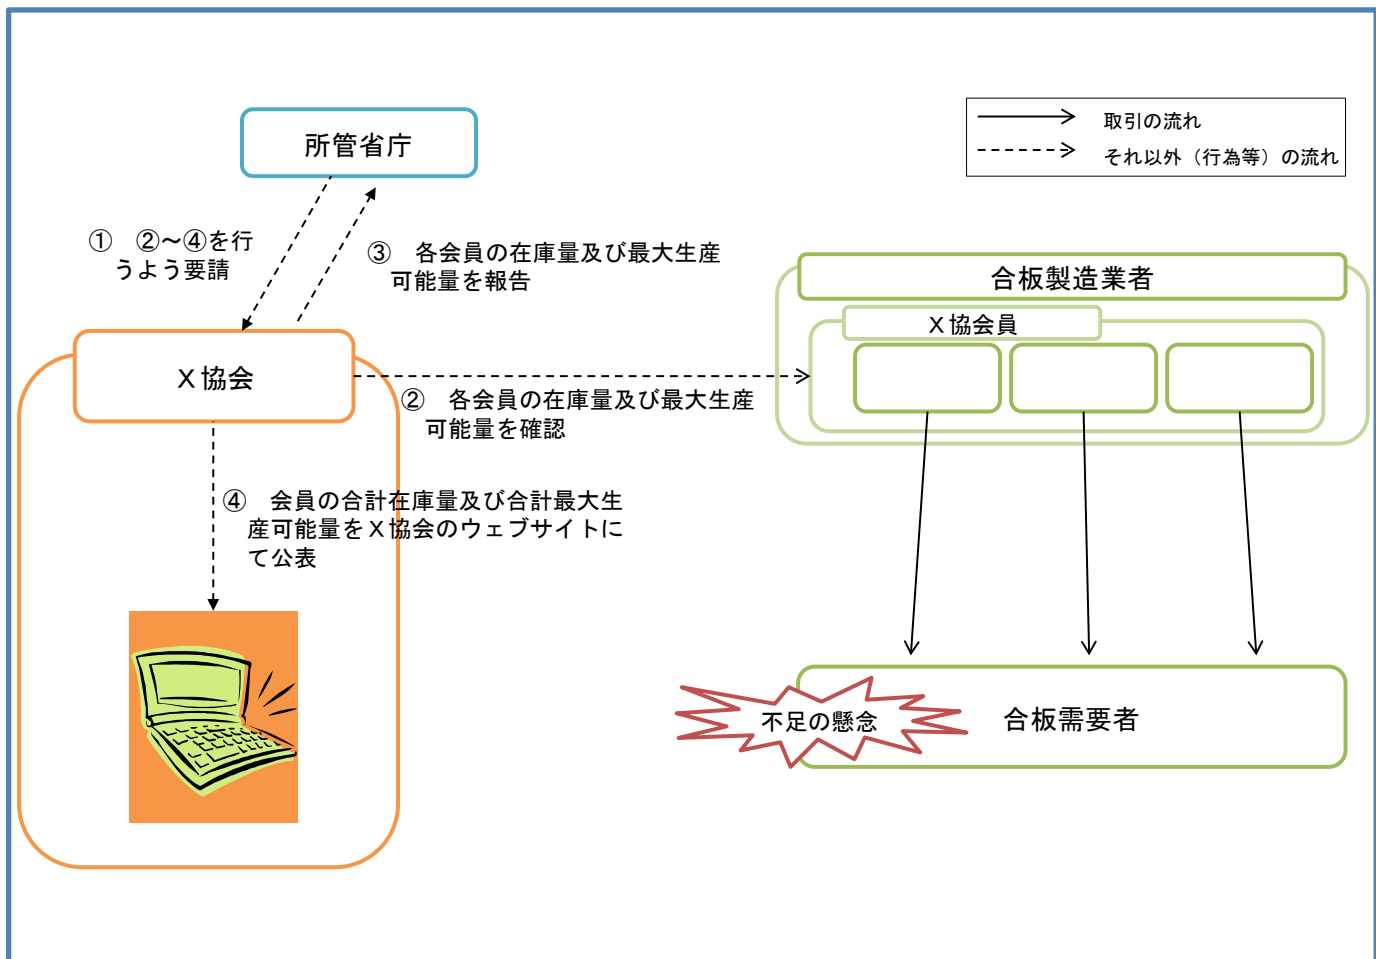 所管省庁
取引の流れ
それ以外（行為等）の流れ
①　②～④を行
うよう要請
③　各会員の在庫量及び最大生産
可能量を報告
合板製造業者
Ｘ協会員
Ｘ協会
②　各会員の在庫量及び最大生産
可能量を確認
④　会員の合計在庫量及び合計最大生
産可能量をＸ協会のウェブサイトに
て公表
不足の懸念
合板需要者